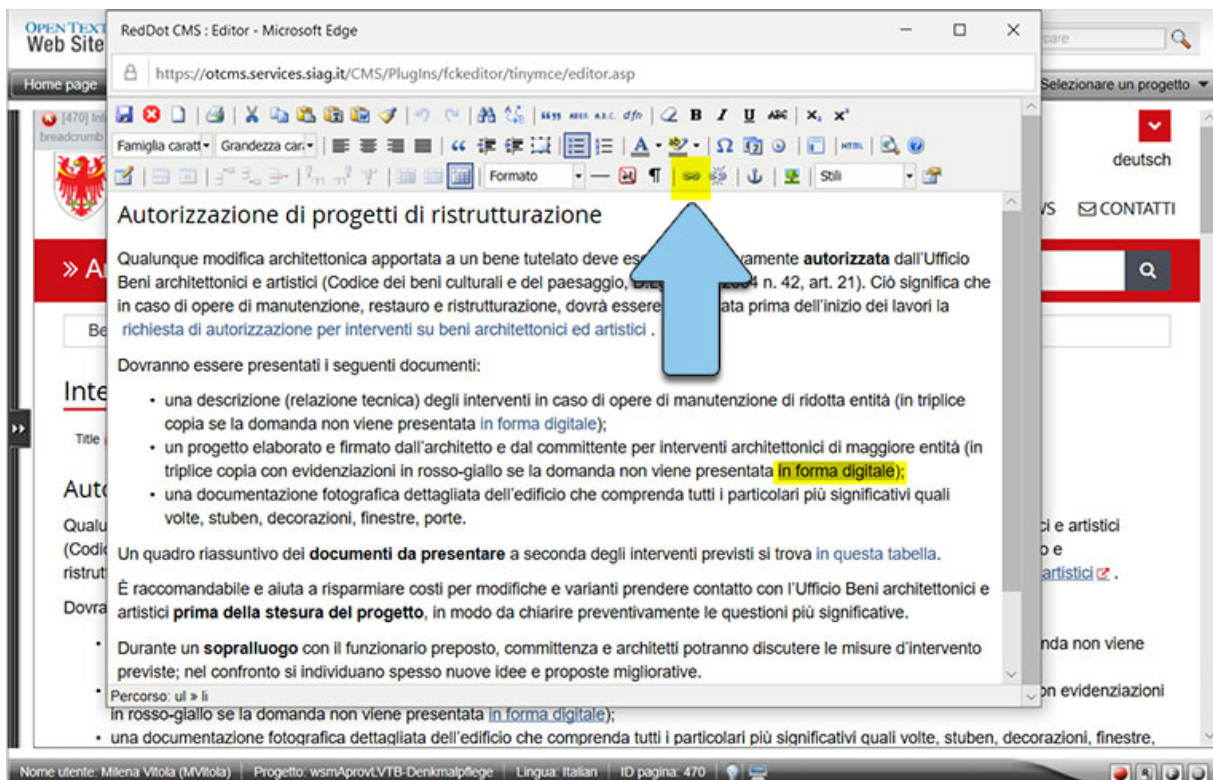 OPEN TEXT
Web Site
RedDot CMS : Editor - Microsoft Edge
https://otcms.services.siag.it/CMS/PlugIns/fckeditor/tinymce/editor.asp
Home page
Selezionare un progetto
[470]
breadcrumb
deutsch
CONTATTI
Famiglia caratt
Grandezza car
HTML
Formato
Stili
Autorizzazione di progetti di ristrutturazione
Qualunque modifica architettonica apportata a un bene tutelato deve es vamente autorizzata dall'Ufficio
Beni architettonici e artistici (Codice dei beni culturali e del paesaggio, n. 42, art. 21). Ciò significa che
in caso di opere di manutenzione, restauro e ristrutturazione, dovrà essere ata prima dell'inizio dei lavori la
richiesta di autorizzazione per interventi su beni architettonici ed artistici .
Dovranno essere presentati i seguenti documenti:
• una descrizione (relazione tecnica) degli interventi in caso di opere di manutenzione di ridotta entità (in triplice
copia se la domanda non viene presentata in forma digitale);
• un progetto elaborato e firmato dall'architetto e dal committente per interventi architettonici di maggiore entità (in
triplice copia con evidenziazioni in rosso-giallo se la domanda non viene presentata in forma digitale);
• una documentazione fotografica dettagliata dell'edificio che comprenda tutti i particolari più significativi quali
volte, stuben, decorazioni, finestre, porte.
Un quadro riassuntivo dei documenti da presentare a seconda degli interventi previsti si trova in questa tabella.
È raccomandabile e aiuta a risparmiare costi per modifiche e varianti prendere contatto con l'Ufficio Beni architettonici e
artistici prima della stesura del progetto, in modo da chiarire preventivamente le questioni più significative.
Durante un sopralluogo con il funzionario preposto, committenza e architetti potranno discutere le misure d'intervento
previste; nel confronto si individuano spesso nuove idee e proposte migliorative.
Percorso: ul » li
Be
Inte
Title
Auto
Qualu
ci e artistici
(Codic
o e
ristrut
artistici .
Dovra
nda non viene
on evidenziazioni
in rosso-giallo se la domanda non viene presentata in forma digitale);
• una documentazione fotografica dettagliata dell'edificio che comprenda tutti i particolari più significativi quali volte, stuben, decorazioni, finestre,
Nome utente: Milena Vitola (MVitola) | Progetto: wsmAprovLVTB-Denkmalpflege | Lingua: Italian | ID pagina: 470